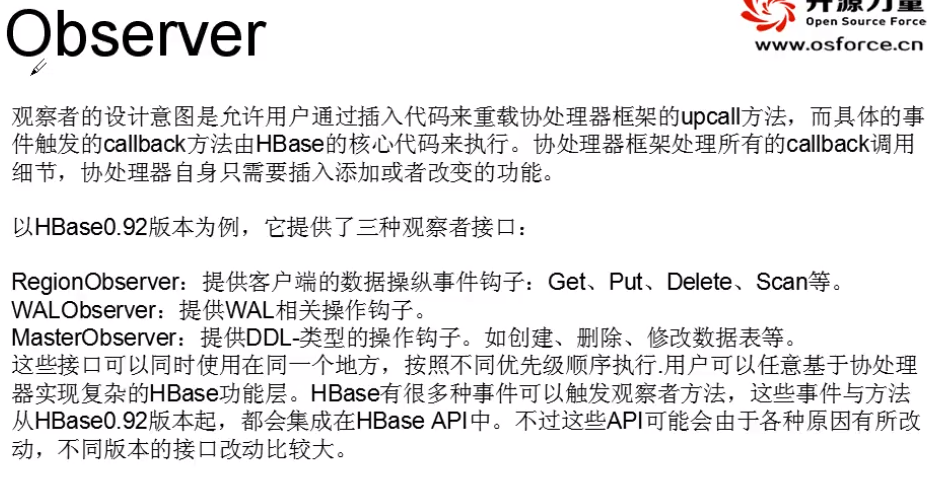 Observer
开源力量
Open Source Force
www.osforce.cn
观察者的设计意图是允许用户通过插入代码来重载协处理器框架的upcall方法，而具体的事
件触发的callback方法由HBase的核心代码来执行。协处理器框架处理所有的callback调用
细节，协处理器自身只需要插入添加或者改变的功能。
以HBase0.92版本为例，它提供了三种观察者接口：
RegionObserver：提供客户端的数据操纵事件钩子：Get、Put、Delete、Scan等。
WALObserver：提供WAL相关操作钩子。
MasterObserver：提供DDL-类型的操作钩子。如创建、删除、修改数据表等。
这些接口可以同时使用在同一个地方，按照不同优先级顺序执行.用户可以任意基于协处理
器实现复杂的HBase功能层。HBase有很多种事件可以触发观察者方法，这些事件与方法
从HBase0.92版本起，都会集成在HBase API中。不过这些API可能会由于各种原因有所改
动，不同版本的接口改动比较大。